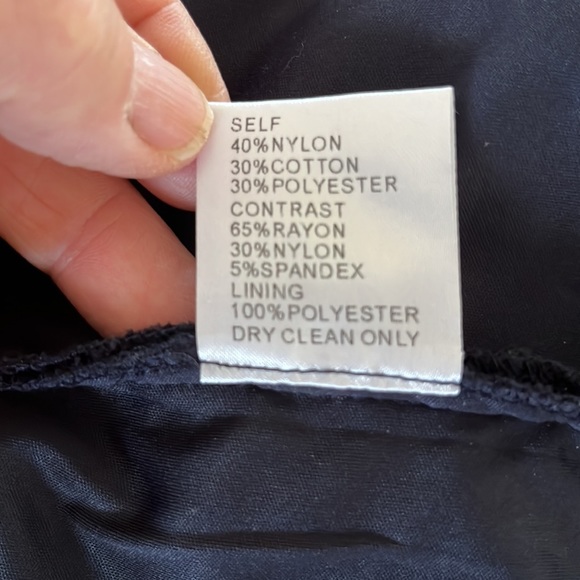 SELF
40%NYLON
30%COTTON
30%POLYESTER
CONTRAST
65%RAYON
30%NYLON
5%SPANDEX
LINING
100%POLYESTER
DRY CLEAN ONLY